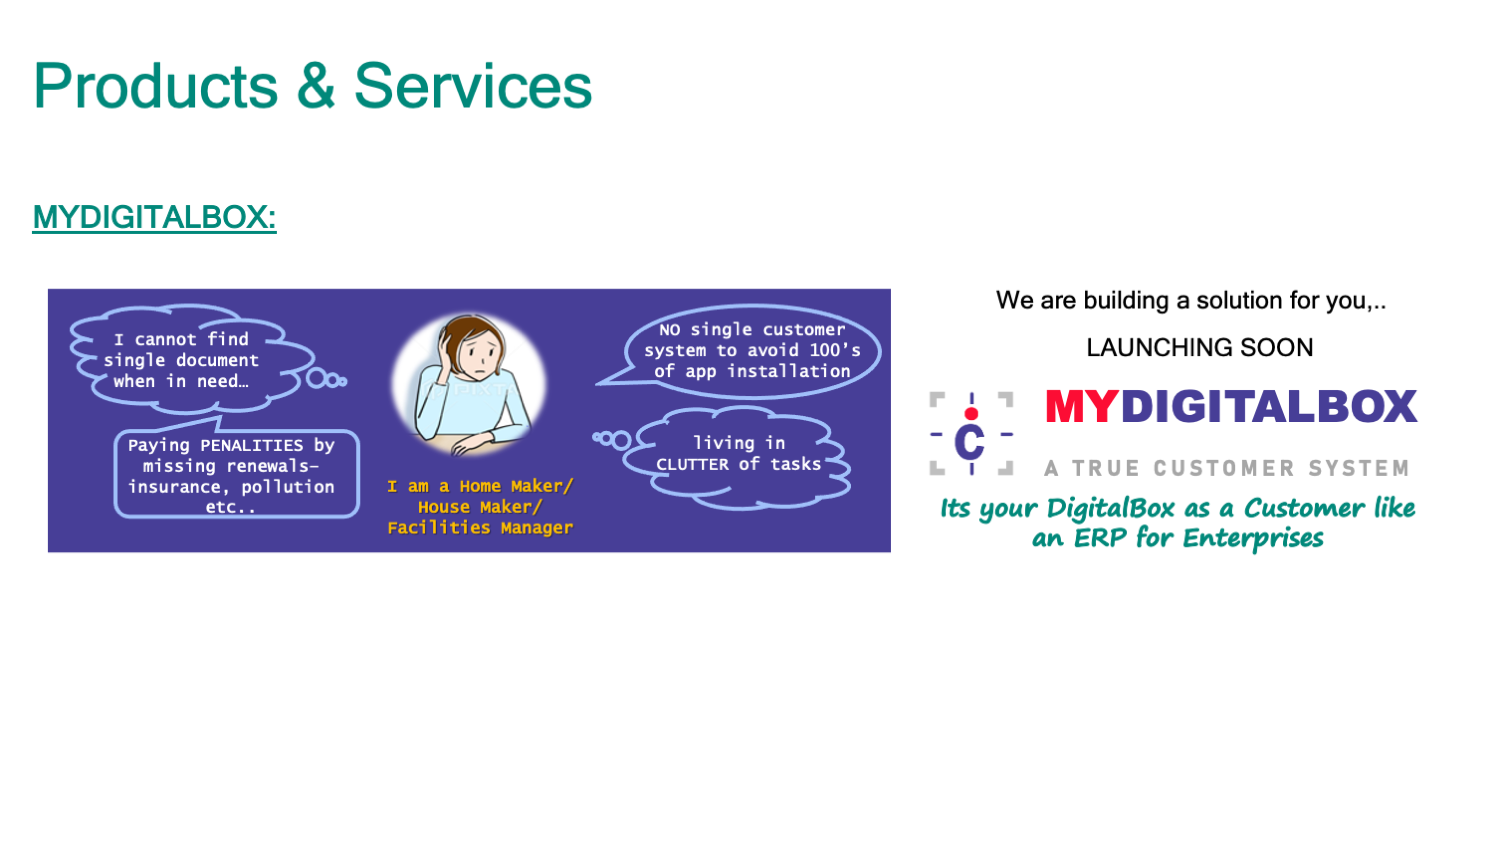 Products & Services
MYDIGITALBOX:
I cannot find
single document
when in need…
Paying PENALITIES by
missing renewals-
insurance, pollution
etc..
I am a Home Maker/
House Maker/
Facilities Manager
NO single customer
system to avoid 100’s
of app installation
living in
CLUTTER of tasks
We are building a solution for you,..
LAUNCHING SOON
C
MYDIGITALBOX
A TRUE CUSTOMER SYSTEM
Its your DigitalBox as a Customer like
an ERP for Enterprises